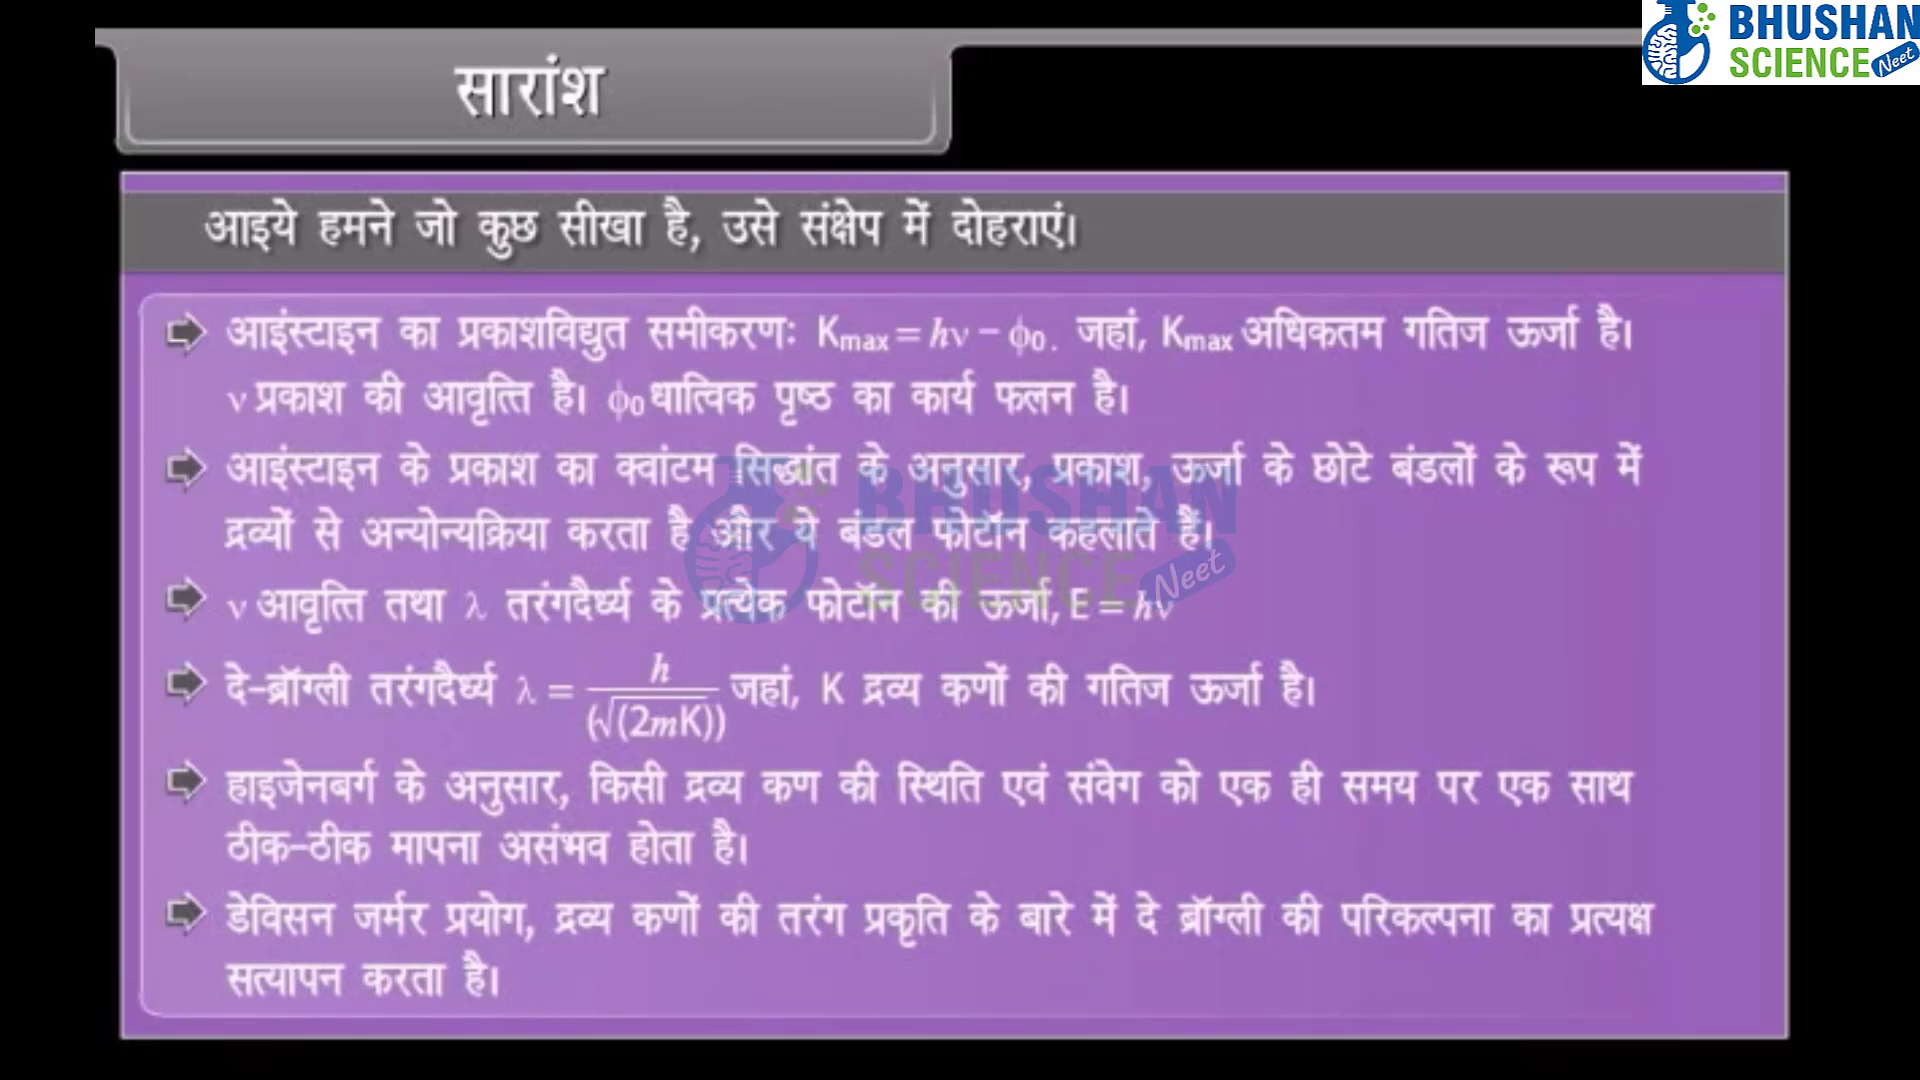 BHUSHAN
SCIENCE Neet
सारांश
आइये हमने जो कुछ सीखा है, उसे संक्षेप में दोहराएं।
आइंस्टाइन का प्रकाशविद्युत समीकरणः Kmax = hν − ϕ0. जहां, Kmax अधिकतम गतिज ऊर्जा है।
ν प्रकाश की आवृत्ति है। ϕ0 धात्विक पृष्ठ का कार्य फलन है।
आइंस्टाइन के प्रकाश का क्वांटम सिद्धांत के अनुसार, प्रकाश, ऊर्जा के छोटे बंडलों के रूप में
द्रव्यों से अन्योन्यक्रिया करता है और ये बंडल फोटॉन कहलाते हैं।
BHUSHAN
SCIENCE Neet
ν आवृत्ति तथा λ तरंगदैर्ध्य के प्रत्येक फोटॉन की ऊर्जा, E = hν
दे-ब्रॉग्ली तरंगदैर्ध्य λ = h / (√(2mK)) जहां, K द्रव्य कणों की गतिज ऊर्जा है।
हाइजेनबर्ग के अनुसार, किसी द्रव्य कण की स्थिति एवं संवेग को एक ही समय पर एक साथ
ठीक-ठीक मापना असंभव होता है।
डेविसन जर्मर प्रयोग, द्रव्य कणों की तरंग प्रकृति के बारे में दे ब्रॉग्ली की परिकल्पना का प्रत्यक्ष
सत्यापन करता है।